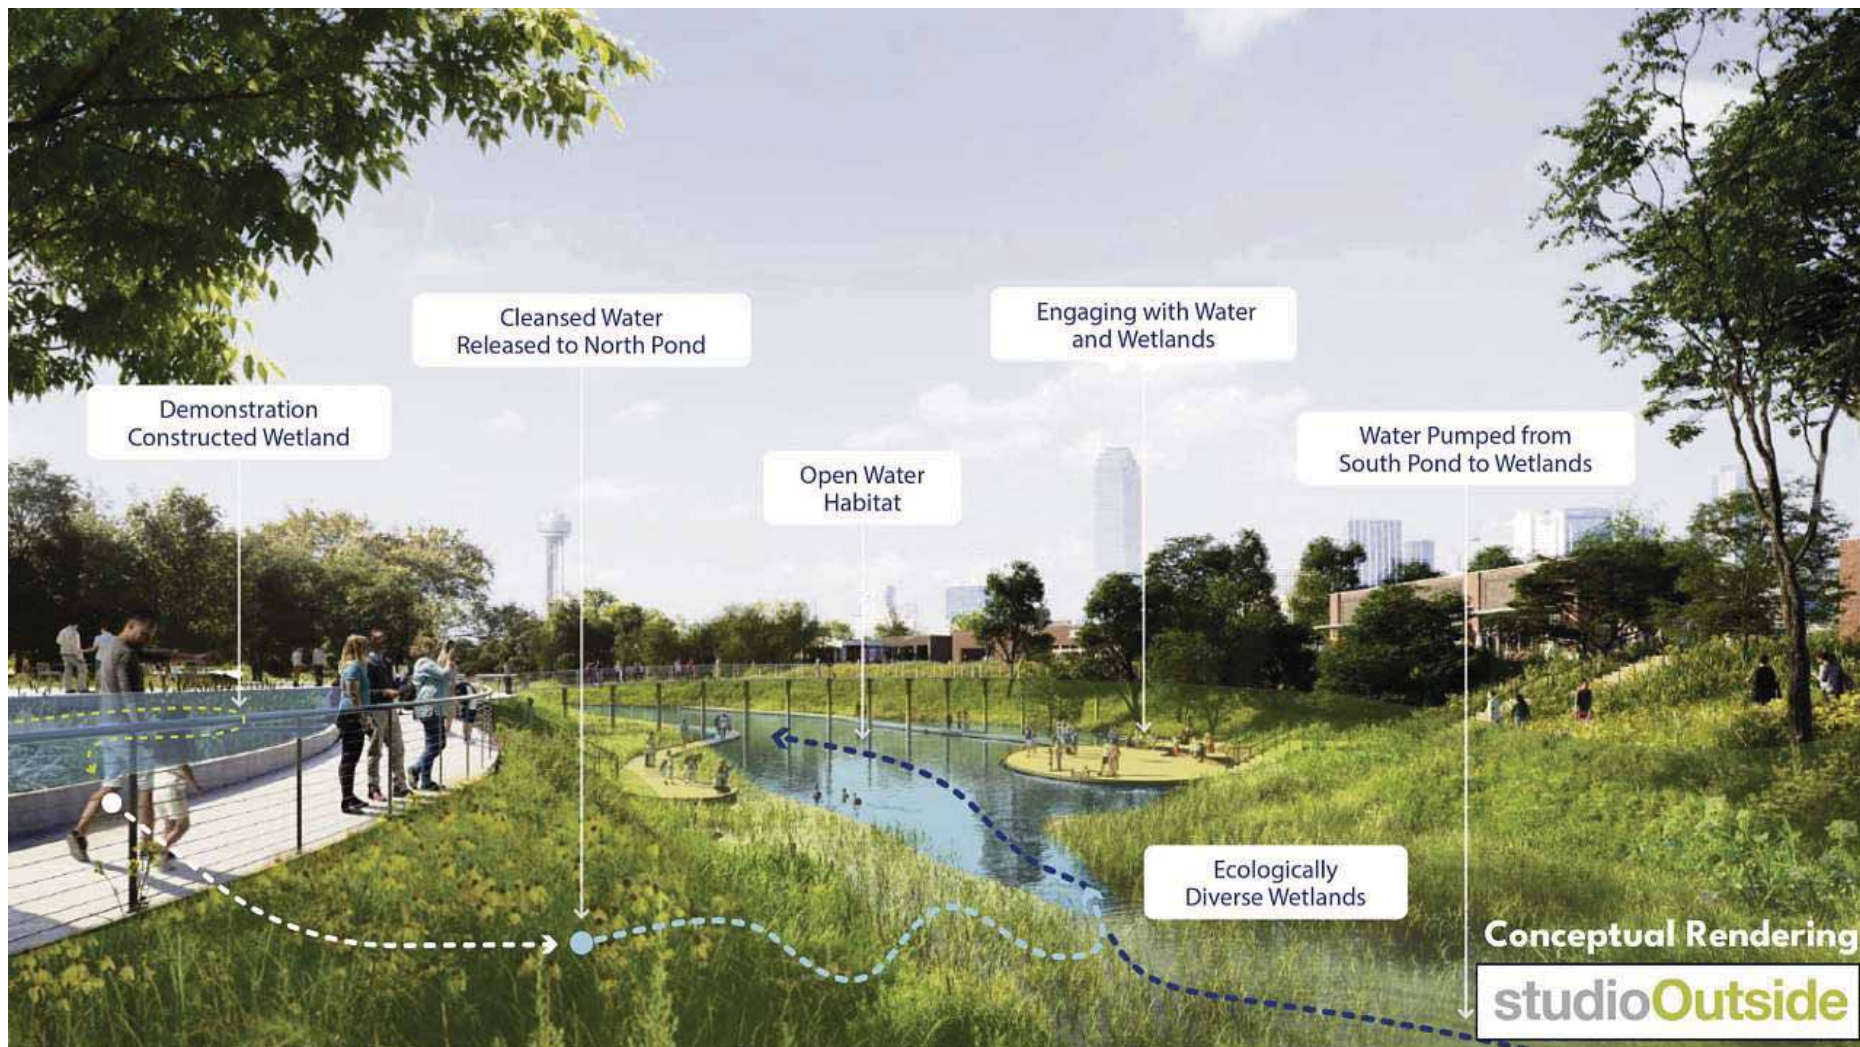 Cleansed Water
Released to North Pond
Engaging with Water
and Wetlands
Demonstration
Constructed Wetland
Water Pumped from
South Pond to Wetlands
Open Water
Habitat
Ecologically
Diverse Wetlands
Conceptual Rendering
studioOutside